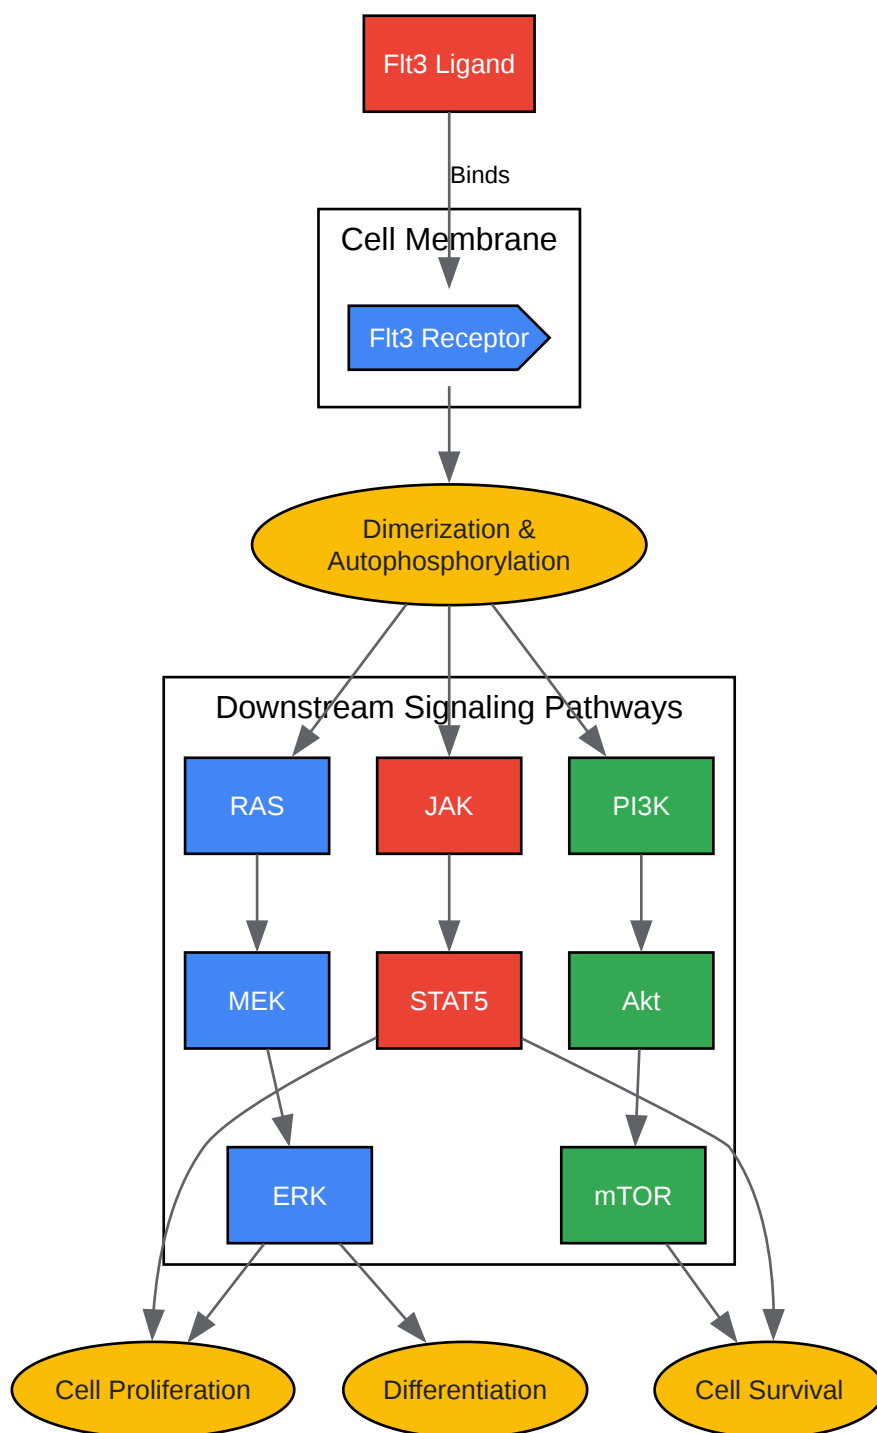 Flt3 Ligand
Binds
Cell Membrane
Flt3 Receptor
Dimerization &
Autophosphorylation
Downstream Signaling Pathways
RAS
JAK
PI3K
MEK
STAT5
Akt
ERK
mTOR
Cell Proliferation
Differentiation
Cell Survival